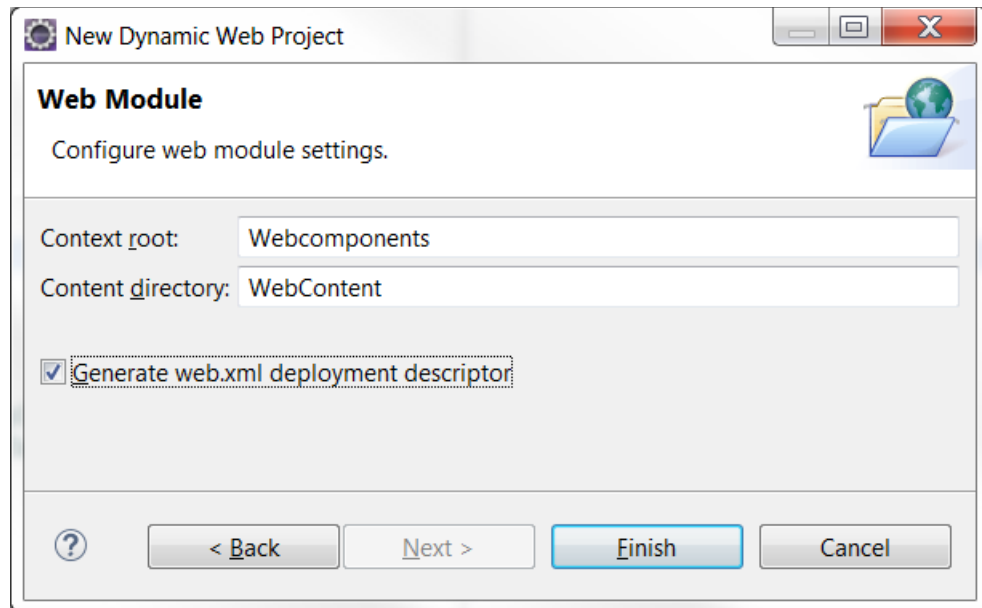 New Dynamic Web Project
Web Module
Configure web module settings.
Context root: Webcomponents
Content directory: WebContent
Generate web.xml deployment descriptor
? < Back Next > Finish Cancel